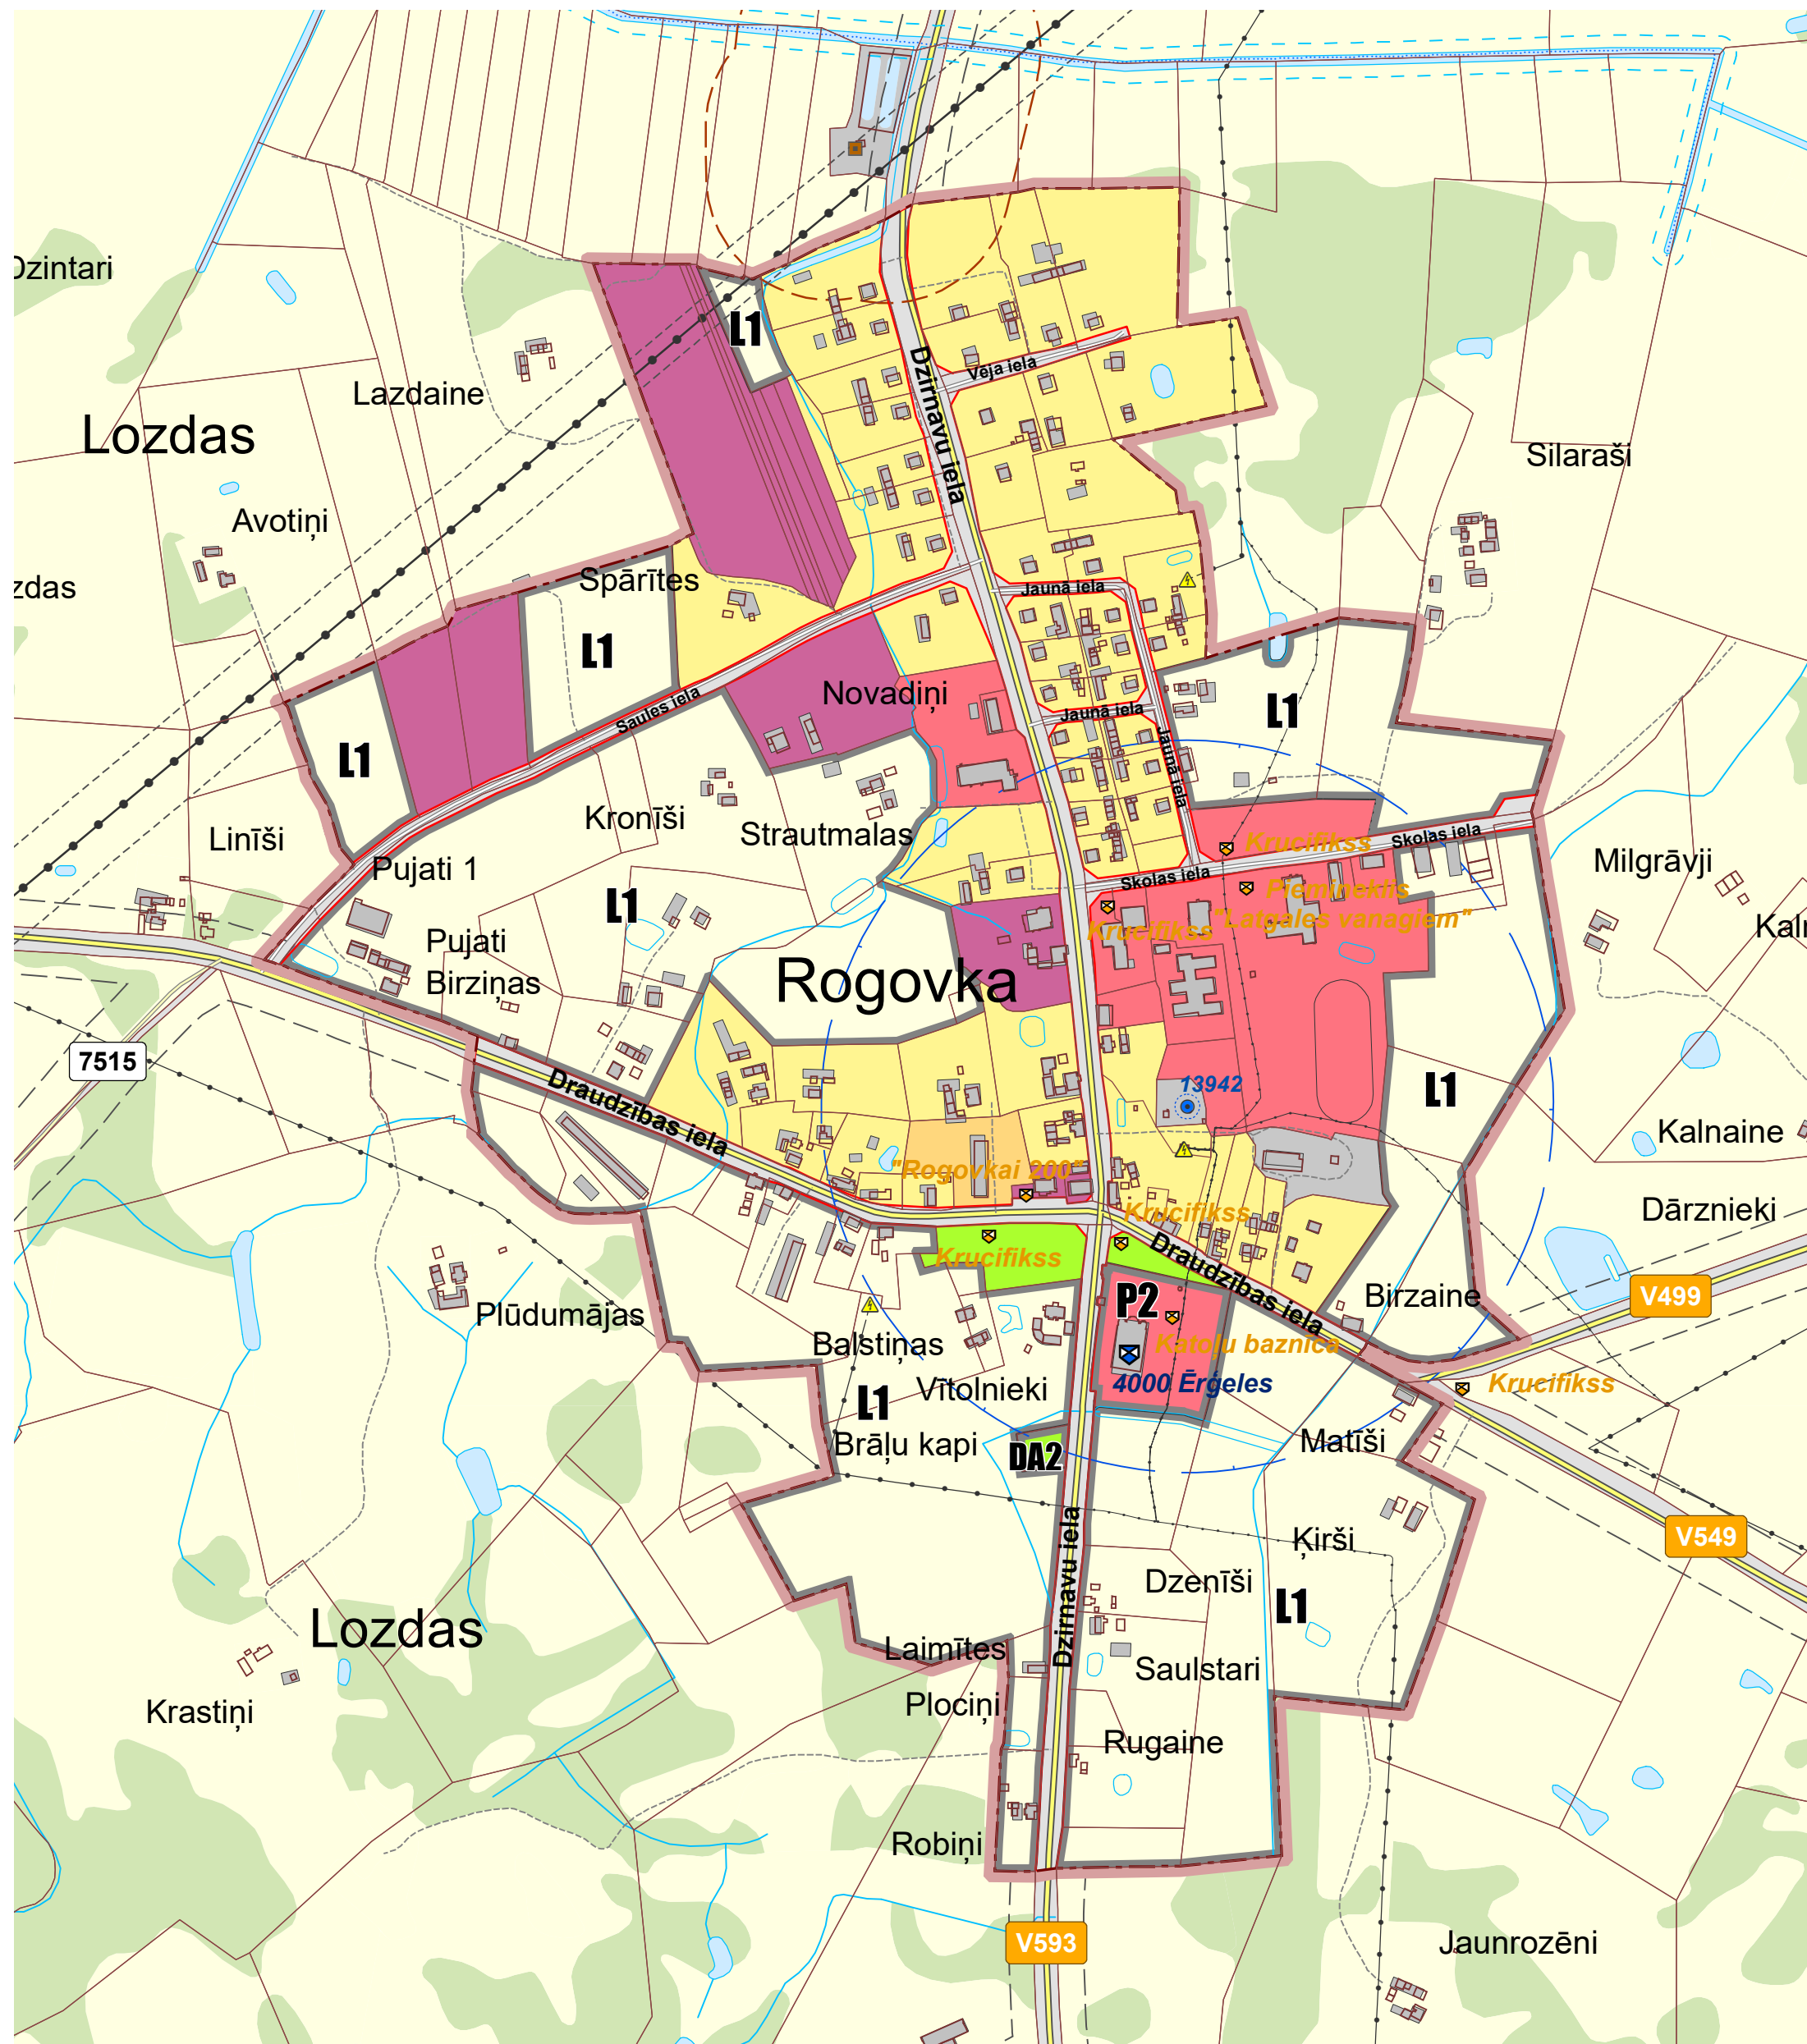 Dzintari
L1
Lazdaine
Vēja iela
Dzirnavu iela
Lozdas
Silaraši
Avotiņi
Spārītes
zdas
Jaunā iela
L1
Novadiņi
Saules iela
Jaunā iela
L1
L1
Jaunā iela
Linīši
Kronīši
Strautmalas
Krucifikss
Skolas iela
Pujati 1
Skolas iela
Milgrāvji
Piemineklis
"Latgales vanagiem"
L1
Krucifikss
Kalr
Pujati
Birziņas
Rogovka
7515
Draudzības iela
13942
L1
Kalnaine
"Rogovkai 200"
Krucifikss
Dārznieki
Krucifikss
Draudzības iela
Plūdumājas
P2
Birzaine
V499
Balstiņas
Katoļu baznīca
4000 Ērģeles
Krucifikss
Vītolnieki
L1
Brāļu kapi
DA2
Matīši
Dzirnavu iela
Ķirši
V549
Dzenīši
L1
Lozdas
Laimītes
Saulstari
Krastiņi
Plociņi
Rugaine
Robiņi
V593
Jaunrozēni